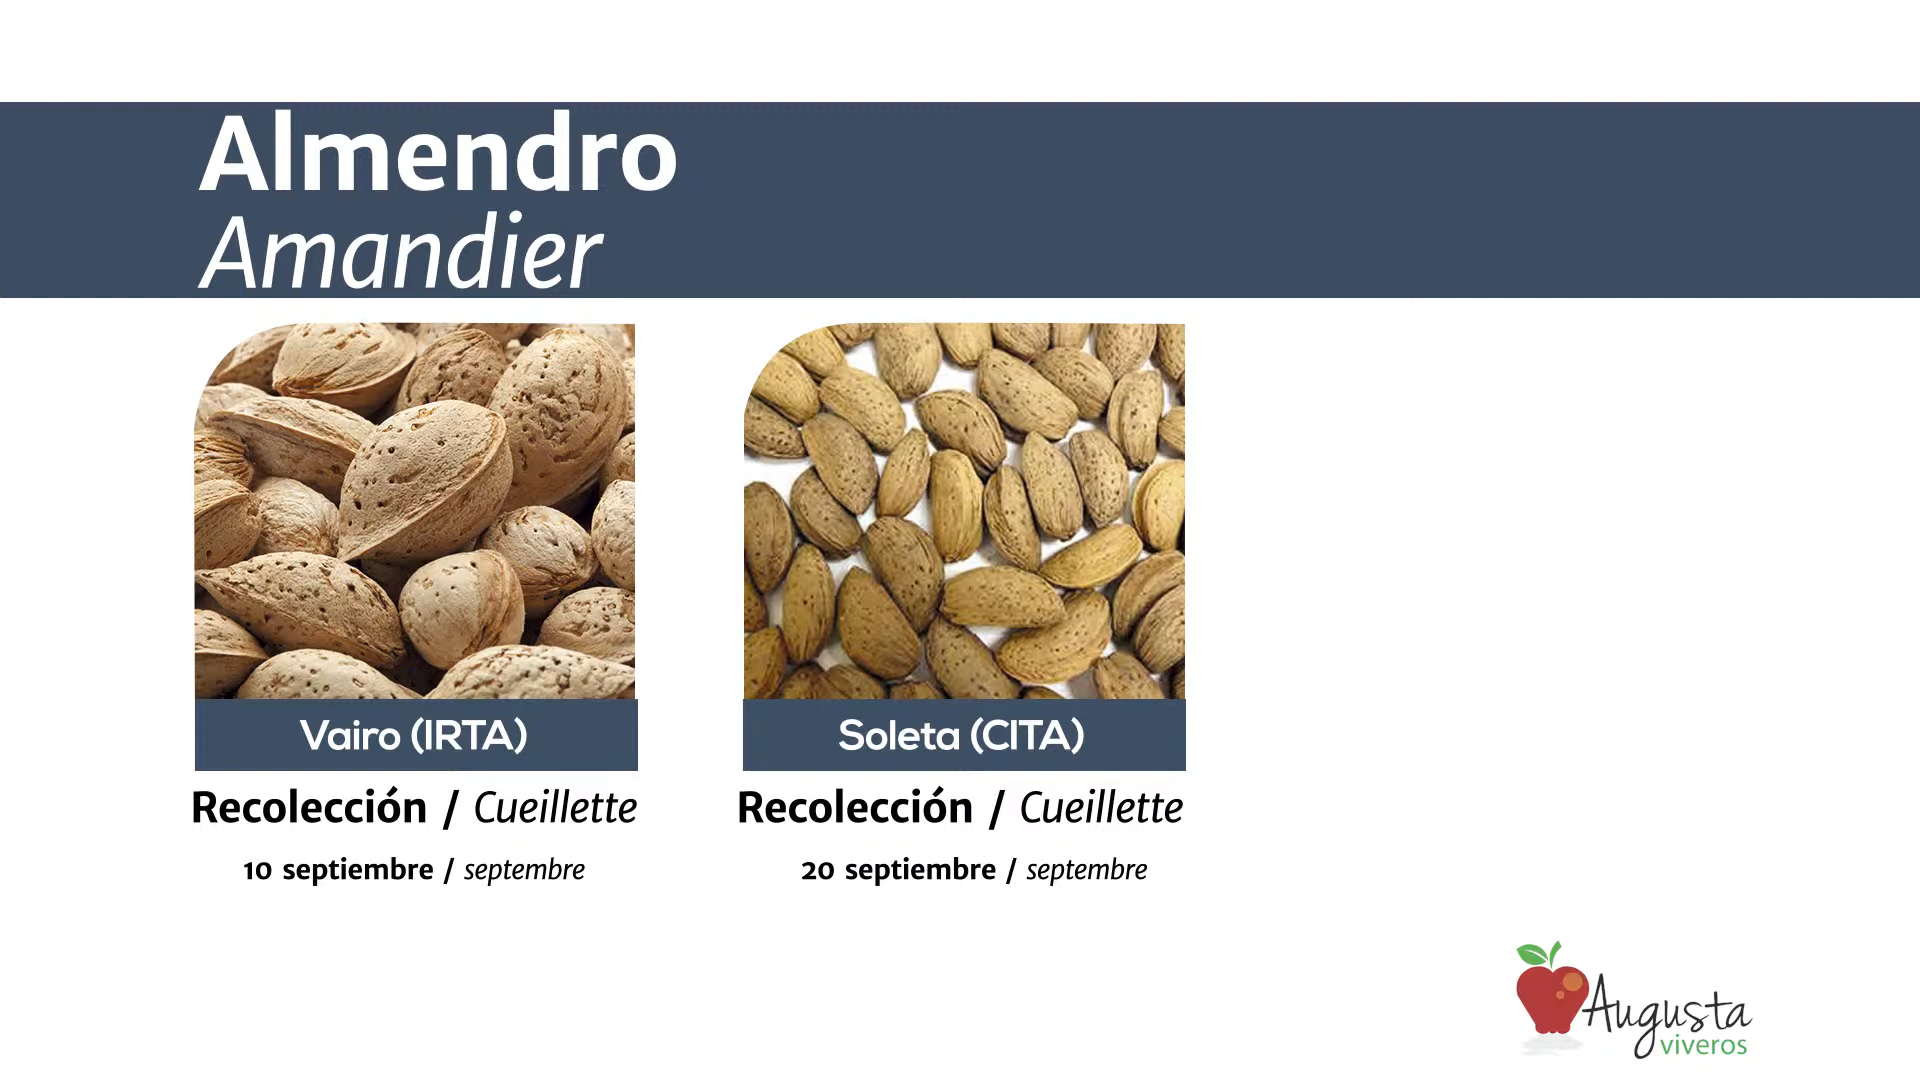 Almendro
Amandier
Vairo (IRTA)
Recolección / Cueillette
10 septiembre / septembre
Soleta (CITA)
Recolección / Cueillette
20 septiembre / septembre
Augusta
viveros